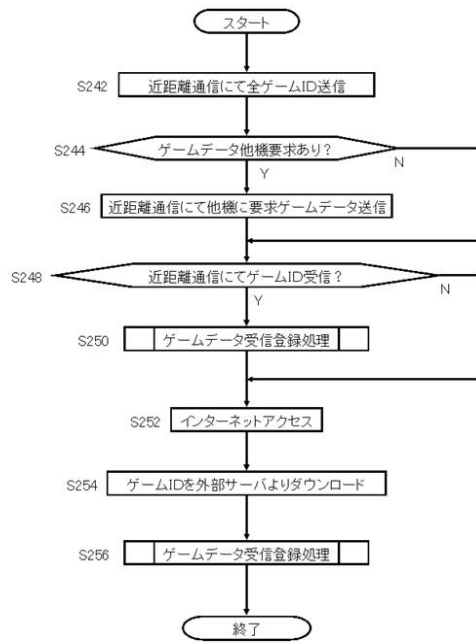 スタート
S242
近距離通信にて全ゲームID送信
S244
ゲームデータ他機要求あり?
N
Y
S246
近距離通信にて他機に要求ゲームデータ送信
S248
近距離通信にてゲームID受信?
N
Y
S250
ゲームデータ受信登録処理
S252
インターネットアクセス
S254
ゲームIDを外部サーバよりダウンロード
S256
ゲームデータ受信登録処理
終了